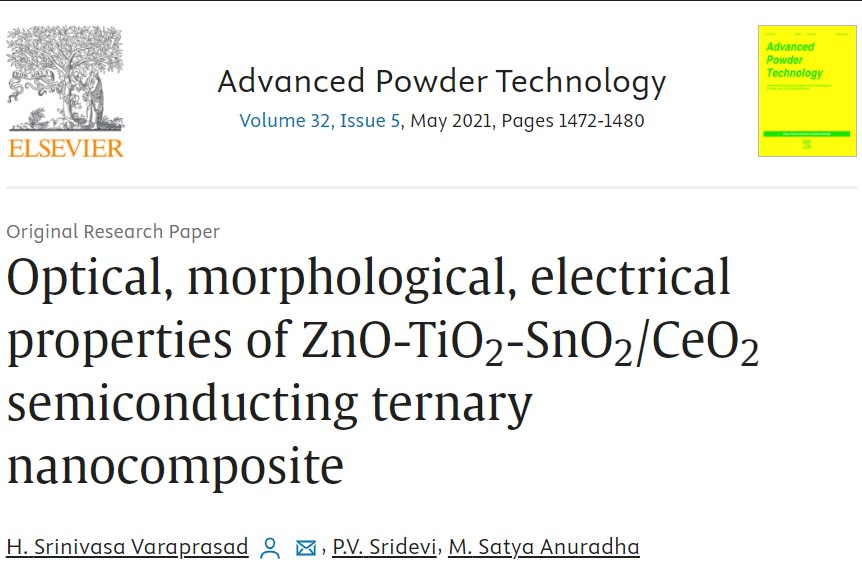 ELSEVIER
Advanced Powder Technology
Volume 32, Issue 5, May 2021, Pages 1472-1480
Advanced
Powder
Technology
Original Research Paper
Optical, morphological, electrical
properties of ZnO-TiO₂-SnO₂/CeO₂
semiconducting ternary
nanocomposite
H. Srinivasa Varaprasad, P.V. Sridevi, M. Satya Anuradha